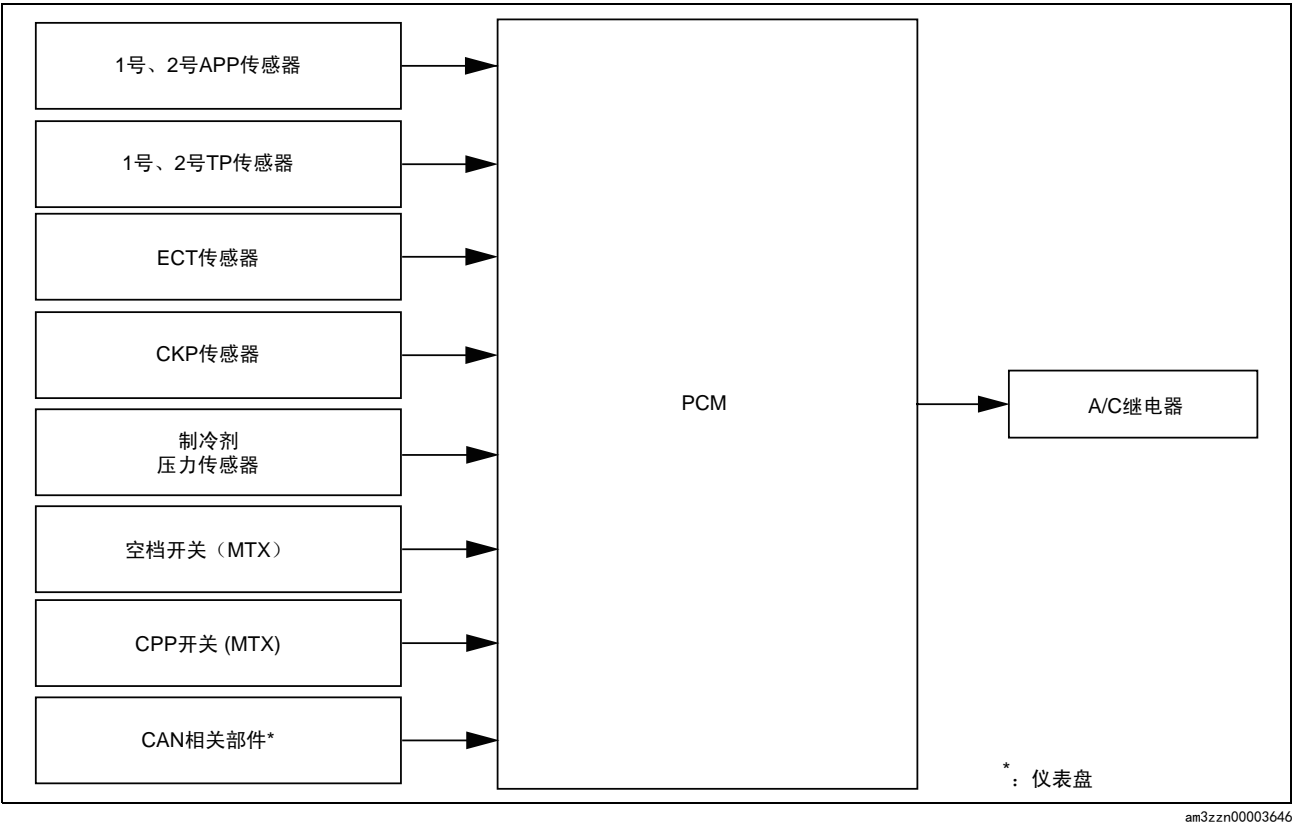 1号、2号APP传感器
1号、2号TP传感器
ECT传感器
CKP传感器
制冷剂
压力传感器
空档开关（MTX）
CPP开关 (MTX)
CAN相关部件*
PCM
A/C继电器
*：仪表盘
am3zzn00003646